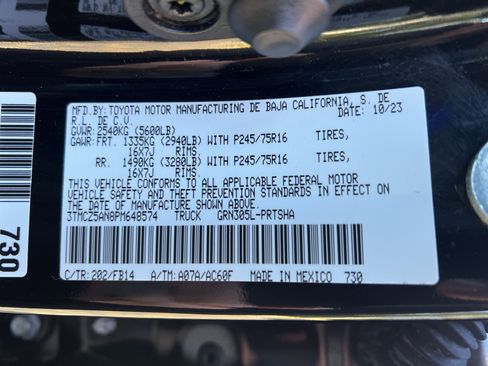 MFD.BY: TOYOTA MOTOR MANUFACTURING DE BAJA CALIFORNIA, S. DE
R.L. DE C.V. DATE: 10/23
GVWR: 2540KG (5600LB)
GAWR: FRT. 1335KG (2940LB) WITH P245/75R16 TIRES,
16X7J RIMS.
RR. 1490KG (3280LB) WITH P245/75R16 TIRES,
16X7J RIMS.
THIS VEHICLE CONFORMS TO ALL APPLICABLE FEDERAL MOTOR
VEHICLE SAFETY AND THEFT PREVENTION STANDARDS IN EFFECT ON
THE DATE OF MANUFACTURE SHOWN ABOVE.
3TMCZ5AN8PM640574 TRUCK GRN305L-PRTSHA
C/TR: 202/FB14 A/TM: A07A/AC60F MADE IN MEXICO 730
730